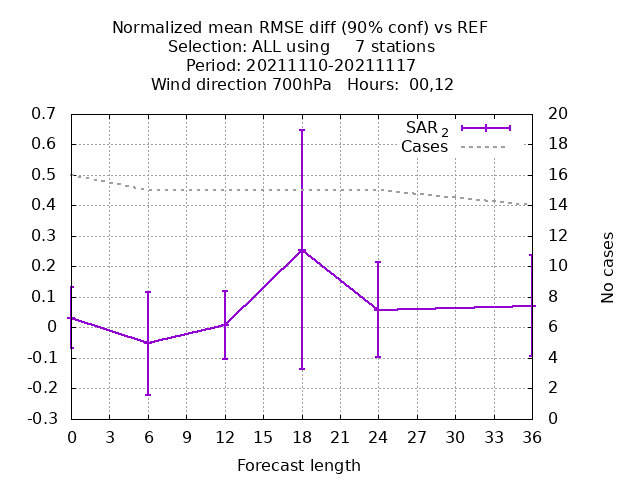 Normalized mean RMSE diff (90% conf) vs REF
Selection: ALL using     7 stations
Period: 20211110-20211117
Wind direction 700hPa   Hours:  00,12
0.7
0.6
0.5
0.4
0.3
0.2
0.1
0
-0.1
-0.2
-0.3
20
18
16
14
12
10
8
6
4
2
0
SAR 2
Cases
No cases
0 3 6 9 12 15 18 21 24 27 30 33 36
Forecast length